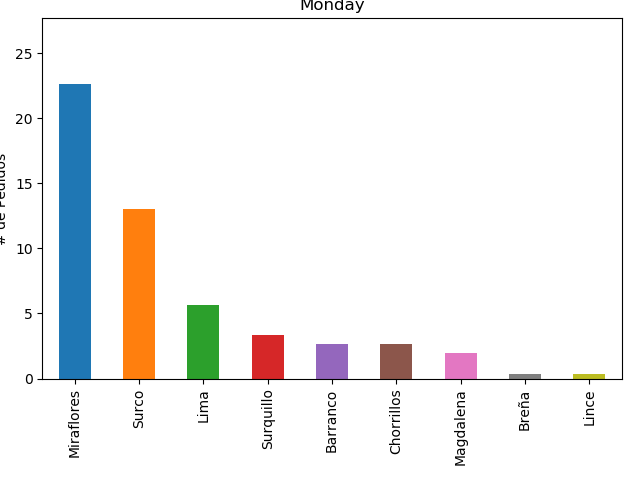 Monday
# de Pedidos
25
20
15
10
5
0
Miraflores
Surco
Lima
Surquillo
Barranco
Chorrillos
Magdalena
Breña
Lince